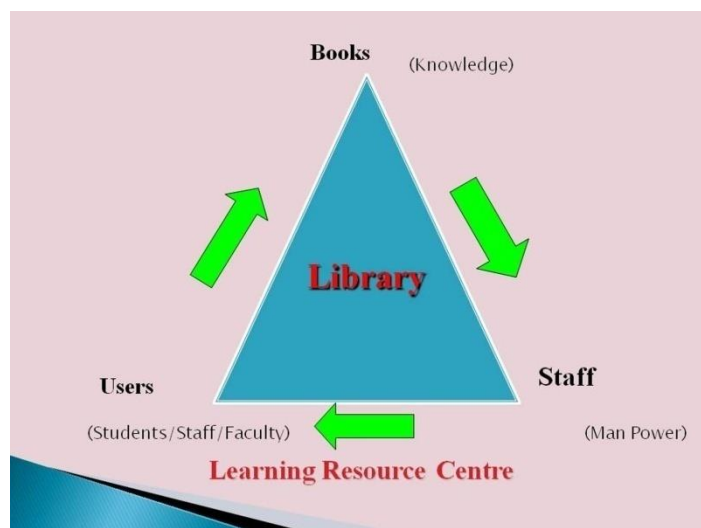 Books
(Knowledge)
Library
Users
Staff
(Students/Staff/Faculty)
(Man Power)
Learning Resource Centre